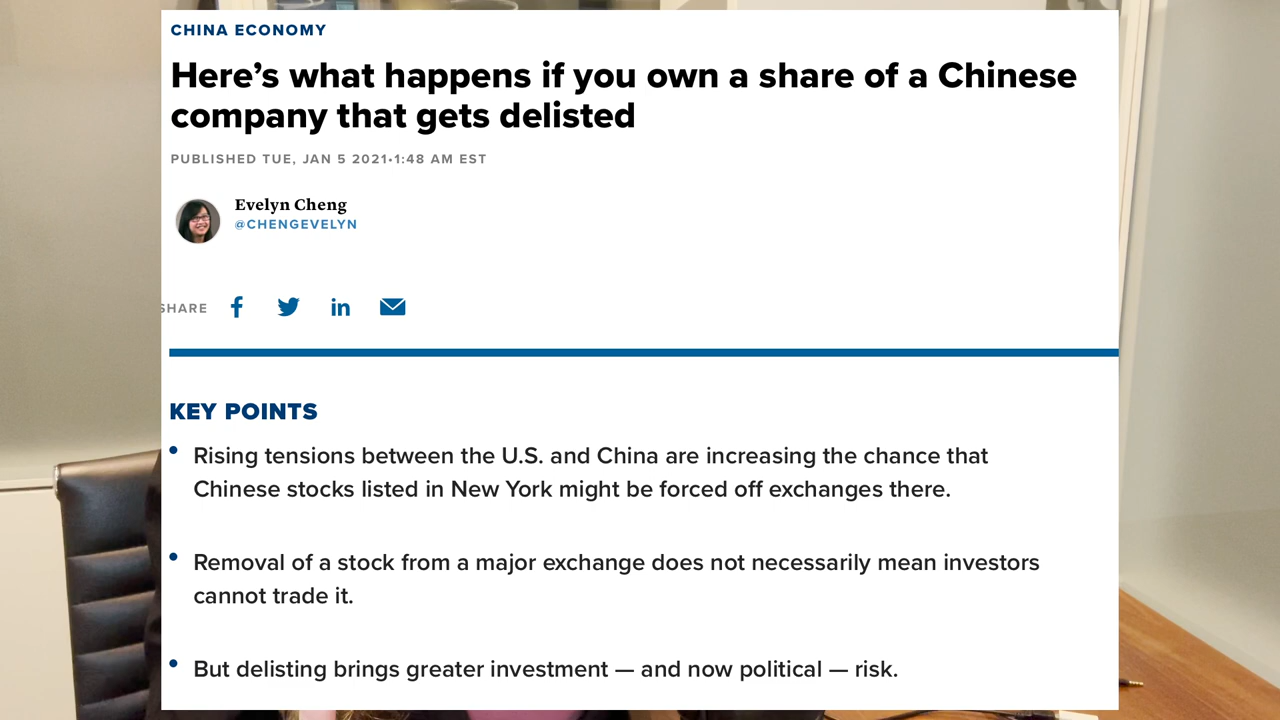 CHINA ECONOMY
Here’s what happens if you own a share of a Chinese
company that gets delisted
PUBLISHED TUE, JAN 5 2021•1:48 AM EST
Evelyn Cheng
@CHENGEVELYN
SHARE
KEY POINTS
• Rising tensions between the U.S. and China are increasing the chance that
Chinese stocks listed in New York might be forced off exchanges there.
• Removal of a stock from a major exchange does not necessarily mean investors
cannot trade it.
• But delisting brings greater investment — and now political — risk.